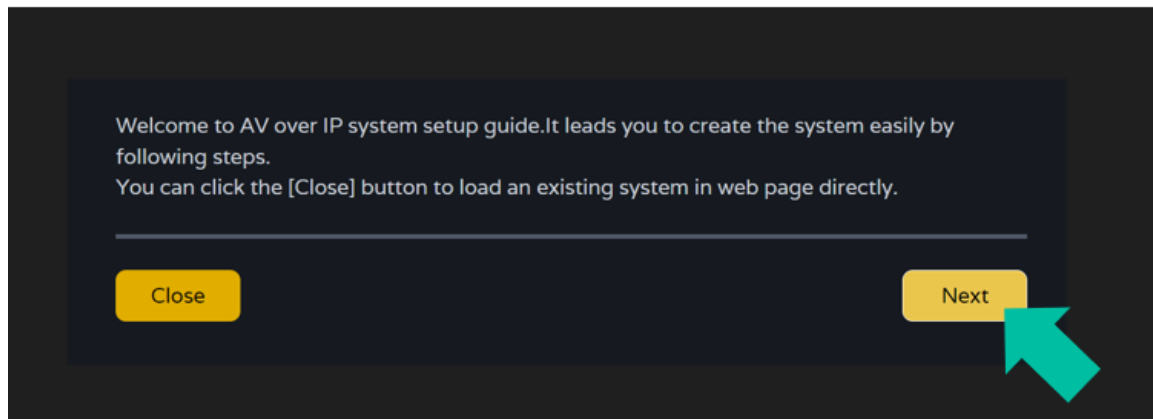 Welcome to AV over IP system setup guide.It leads you to create the system easily by
following steps.
You can click the [Close] button to load an existing system in web page directly.
Close
Next